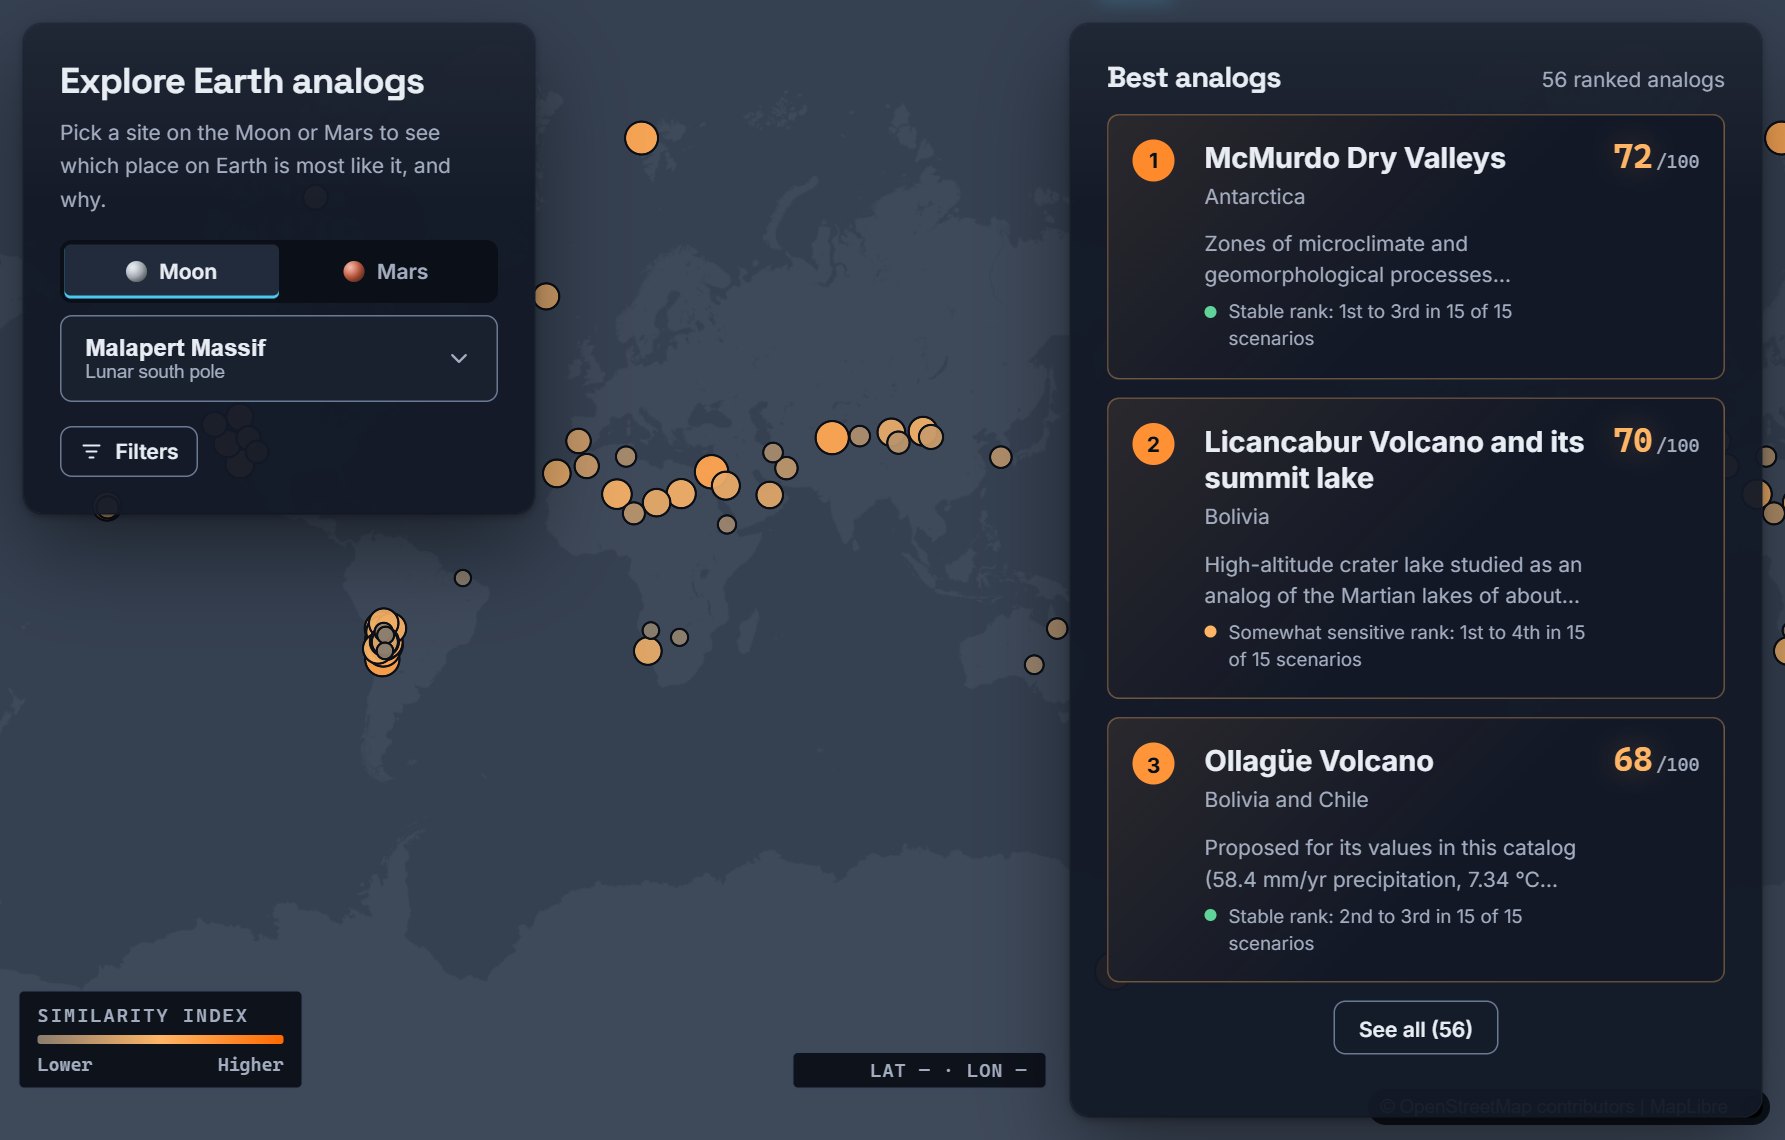 Explore Earth analogs
Pick a site on the Moon or Mars to see
which place on Earth is most like it, and
why.
Moon
Mars
Malapert Massif
Lunar south pole
Filters
SIMILARITY INDEX
Lower
Higher
LAT — · LON —
Best analogs
56 ranked analogs
1
McMurdo Dry Valleys
72/100
Antarctica
Zones of microclimate and
geomorphological processes...
Stable rank: 1st to 3rd in 15 of 15
scenarios
2
Licancabur Volcano and its
summit lake
70/100
Bolivia
High-altitude crater lake studied as an
analog of the Martian lakes of about...
Somewhat sensitive rank: 1st to 4th in 15
of 15 scenarios
3
Ollagüe Volcano
68/100
Bolivia and Chile
Proposed for its values in this catalog
(58.4 mm/yr precipitation, 7.34 °C...
Stable rank: 2nd to 3rd in 15 of 15
scenarios
See all (56)
© OpenStreetMap contributors | MapLibre